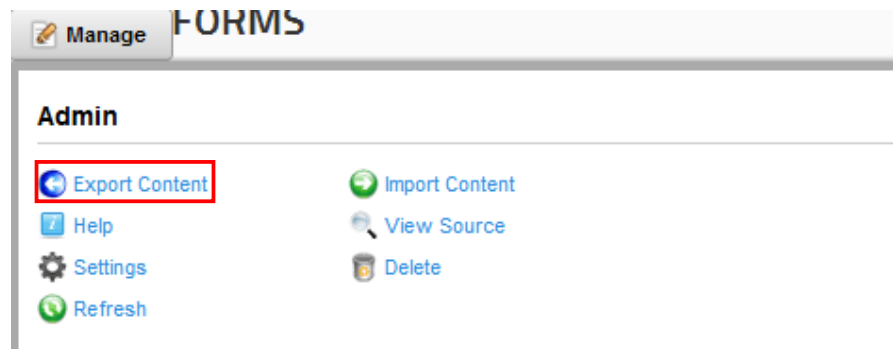 Manage FORMS
Admin
Export Content Import Content
Help View Source
Settings Delete
Refresh